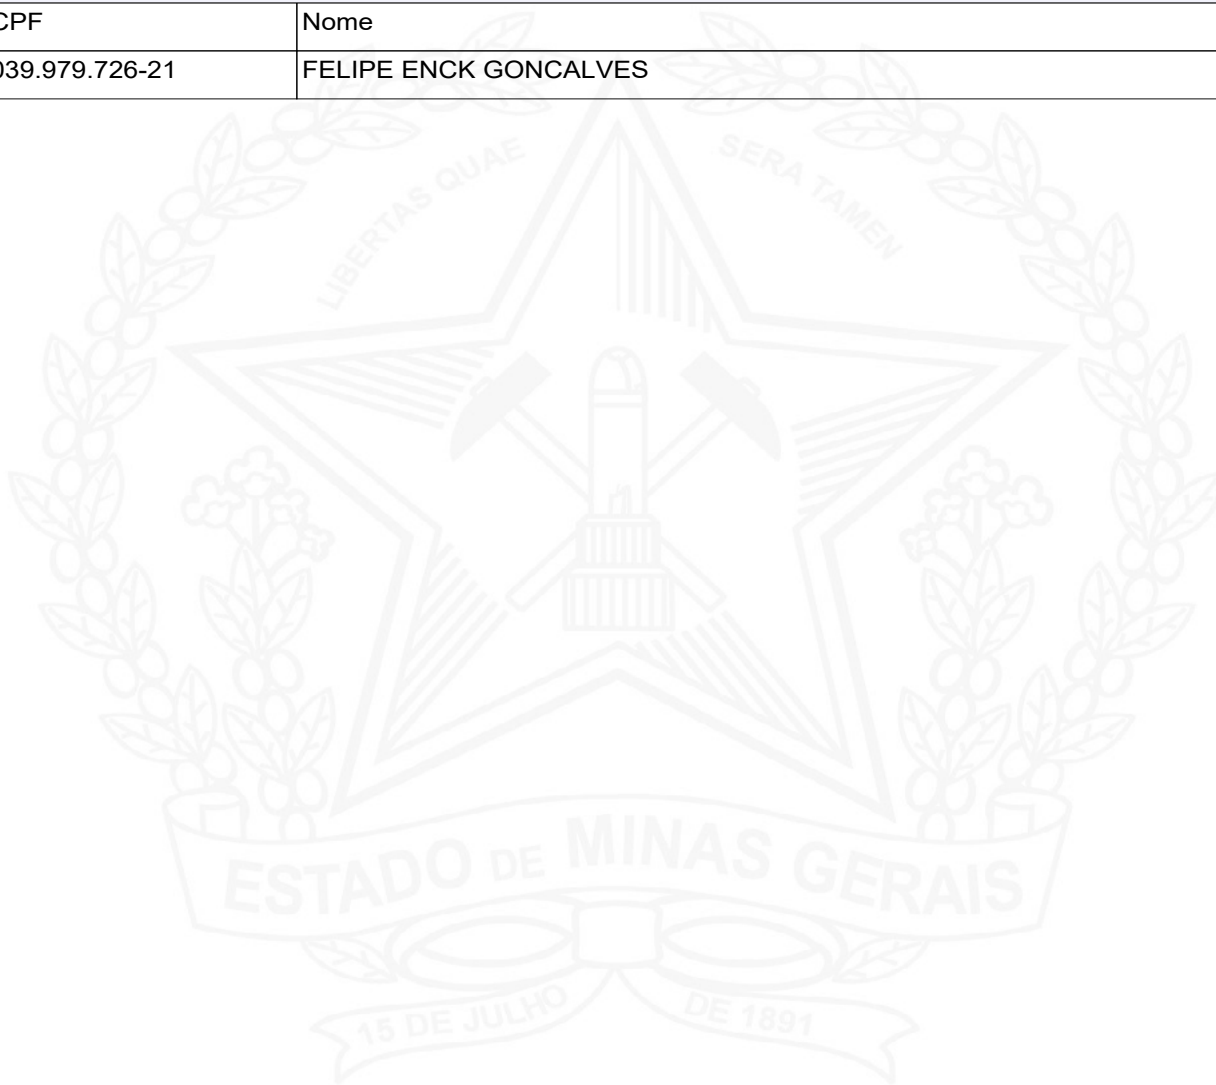 CPF Nome
039.979.726-21 FELIPE ENCK GONCALVES
LIBERTAS QUAE SERA TAMEN
ESTADO DE MINAS GERAIS
15 DE JULHO DE 1891